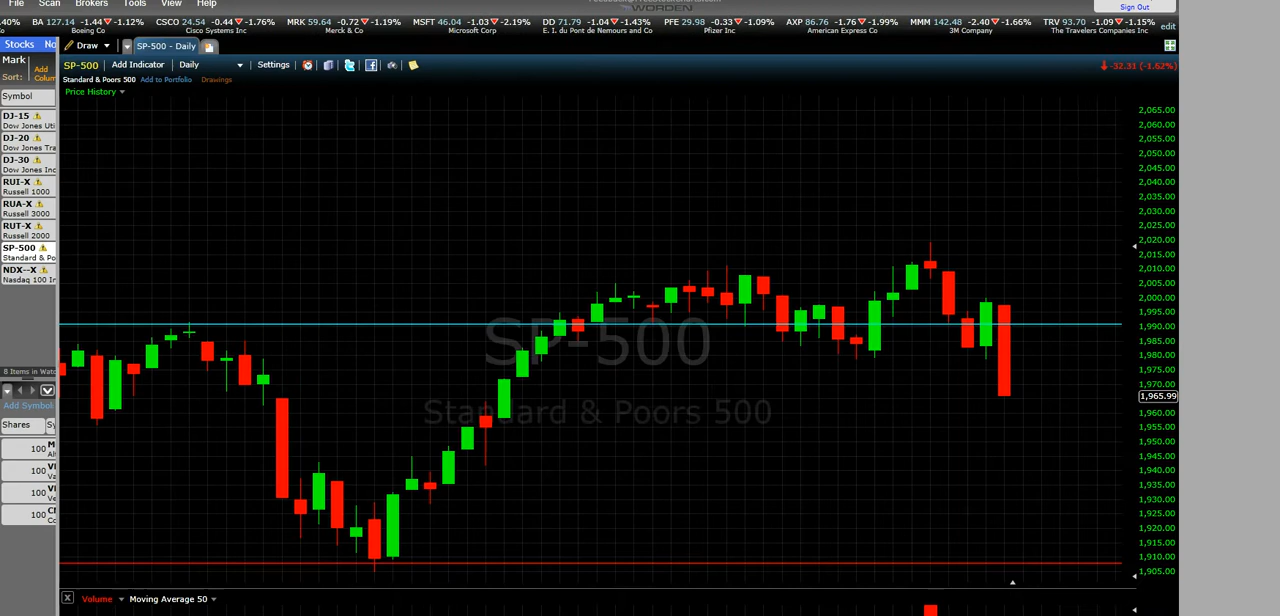 File Scan Brokers Tools View Help
WORDEN
Sign Out
.40% BA 127.14 -1.44 -1.12% CSCO 24.54 -0.44 -1.76% MRK 59.64 -0.72 -1.19% MSFT 46.04 -1.03 -2.19% DD 71.79 -1.04 -1.43% PFE 29.98 -0.33 -1.09% AXP 86.76 -1.76 -1.99% MMM 142.48 -2.40 -1.66% TRV 93.70 -1.09 -1.15% edit
Boeing Co Cisco Systems Inc Merck & Co Microsoft Corp E. I. du Pont de Nemours and Co Pfizer Inc American Express Co 3M Company The Travelers Companies Inc
Stocks No Draw SP-500 - Daily
Mark Add Colum
Sort:
SP-500 Add Indicator Daily Settings
-32.31 (-1.62%)
Standard & Poors 500 Add to Portfolio Drawings
Price History
Symbol
DJ-15
Dow Jones Uti
DJ-20
Dow Jones Tra
DJ-30
Dow Jones Ind
RUI-X
Russell 1000
RUA-X
Russell 3000
RUT-X
Russell 2000
SP-500
Standard & Po
NDX--X
Nasdaq 100 In
8 Items in Watc
Add Symbol
Shares Sy
100
100
100
100
SP-500
Standard & Poors 500
2,065.00
2,060.00
2,055.00
2,050.00
2,045.00
2,040.00
2,035.00
2,030.00
2,025.00
2,020.00
2,015.00
2,010.00
2,005.00
2,000.00
1,995.00
1,990.00
1,985.00
1,980.00
1,975.00
1,970.00
1,965.99
1,960.00
1,955.00
1,950.00
1,945.00
1,940.00
1,935.00
1,930.00
1,925.00
1,920.00
1,915.00
1,910.00
1,905.00
X Volume Moving Average 50